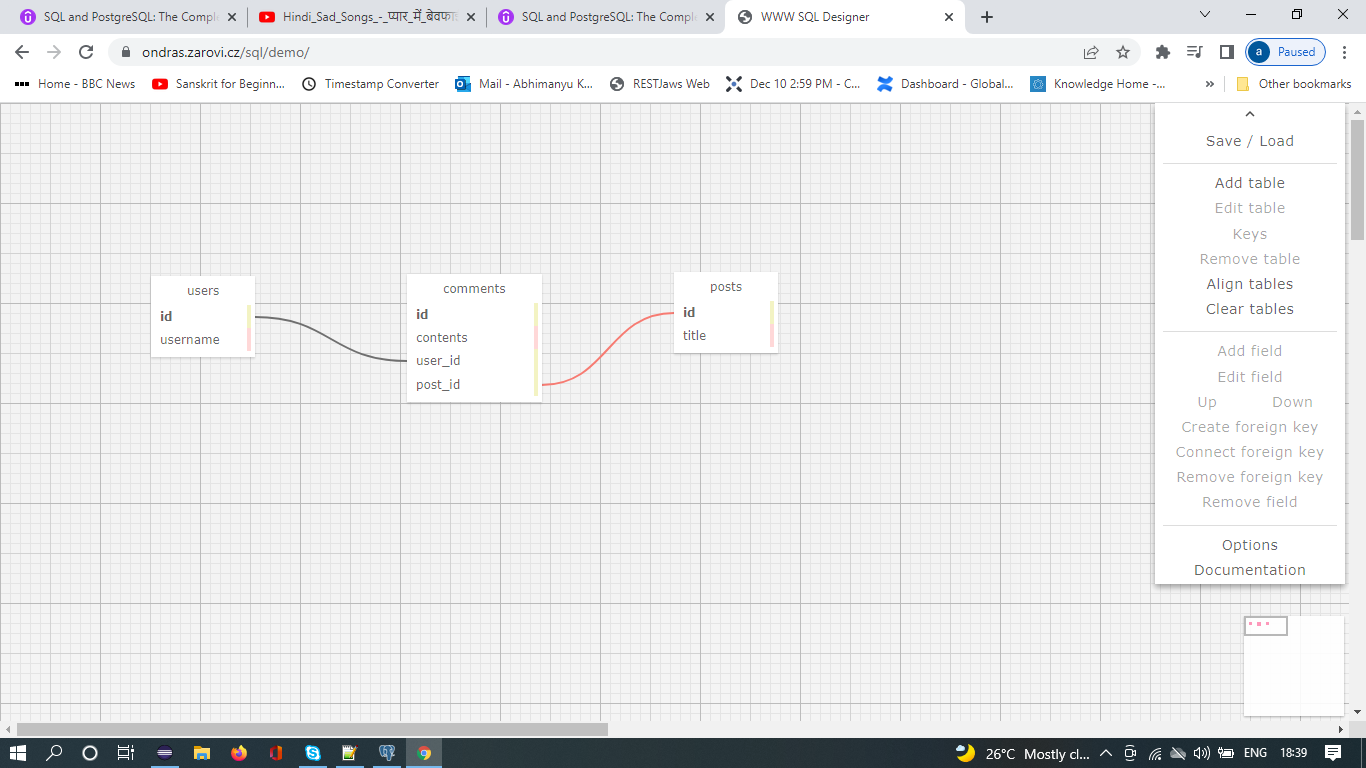 SQL and PostgreSQL: The Comple
Hindi_Sad_Songs_-_प्यार_में_बेवफाई
SQL and PostgreSQL: The Comple
WWW SQL Designer
ondras.zarovi.cz/sql/demo/
a Paused
Home - BBC News
Sanskrit for Beginn...
Timestamp Converter
Mail - Abhimanyu K...
RESTJaws Web
Dec 10 2:59 PM - C...
Dashboard - Global...
Knowledge Home -...
»
Other bookmarks
Save / Load
Add table
Edit table
Keys
Remove table
Align tables
Clear tables
Add field
Edit field
Up Down
Create foreign key
Connect foreign key
Remove foreign key
Remove field
Options
Documentation
users
id
username
comments
id
contents
user_id
post_id
posts
id
title
26°C Mostly cl...
ENG
18:39